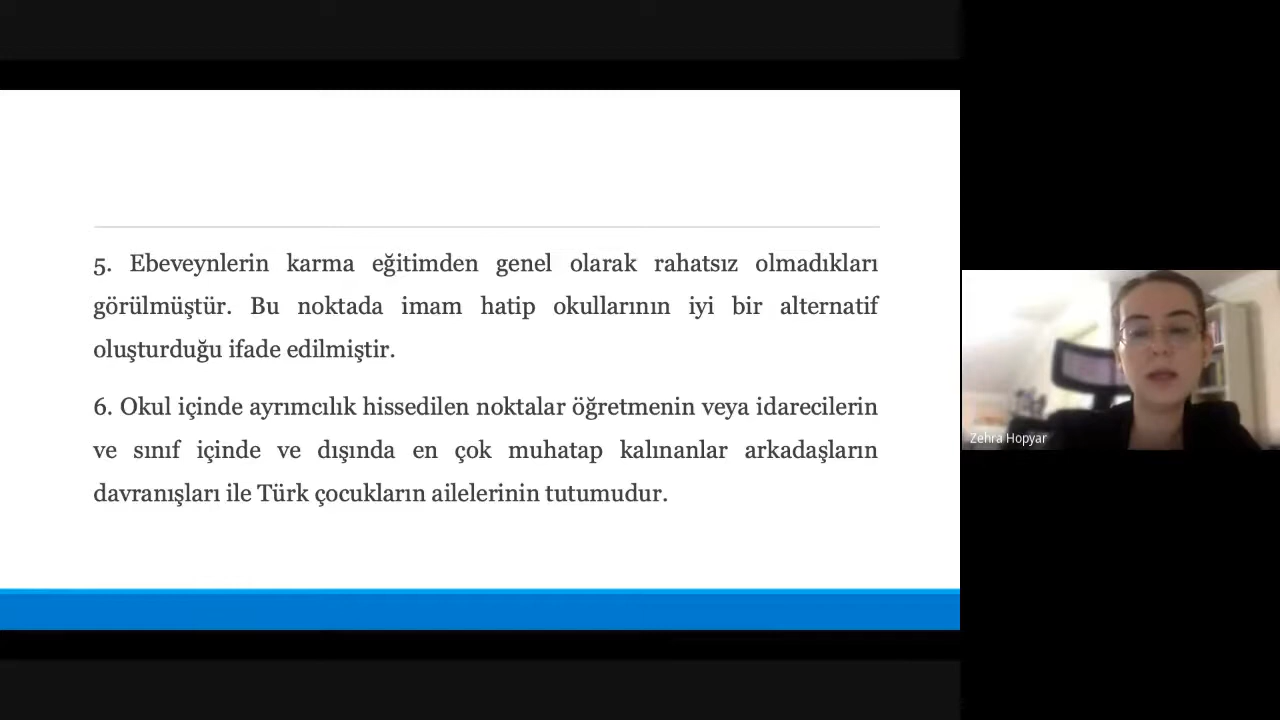 5. Ebeveynlerin karma eğitimden genel olarak rahatsız olmadıkları
görülmüştür. Bu noktada imam hatip okullarının iyi bir alternatif
oluşturduğu ifade edilmiştir.
6. Okul içinde ayrımcılık hissedilen noktalar öğretmenin veya idarecilerin
ve sınıf içinde ve dışında en çok muhatap kalınanlar arkadaşların
davranışları ile Türk çocukların ailelerinin tutumudur.
Zehra Hopyar